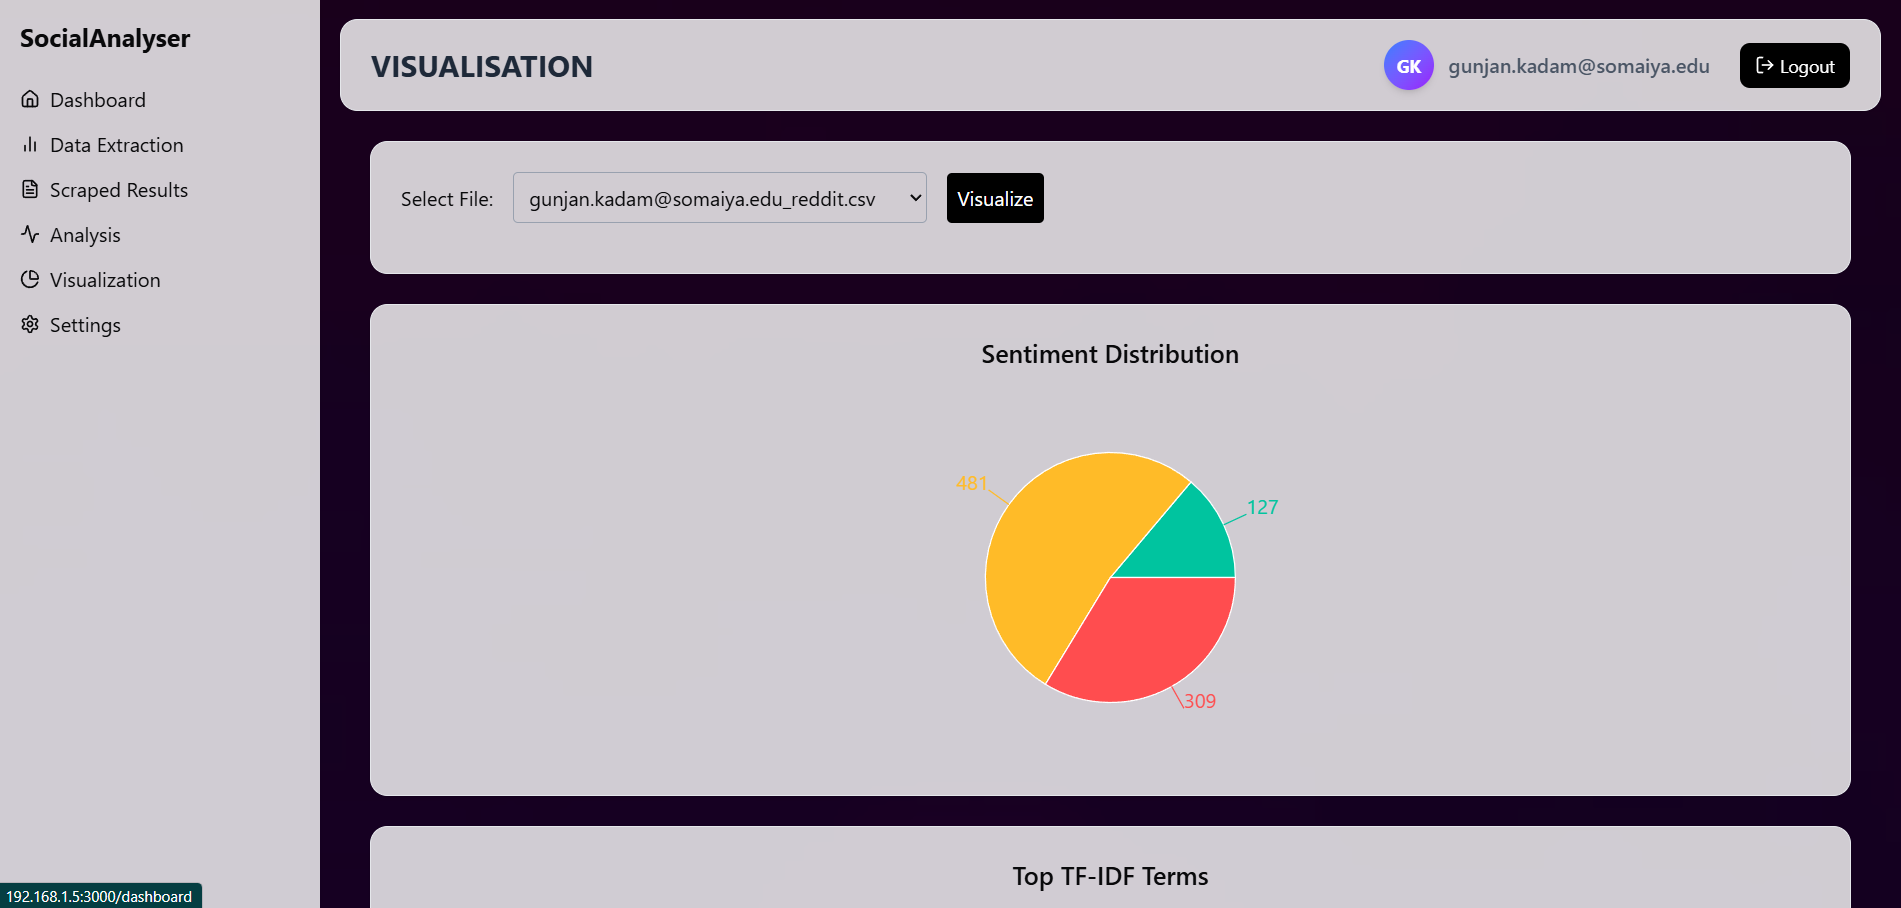 SocialAnalyser
Dashboard
Data Extraction
Scraped Results
Analysis
Visualization
Settings
VISUALISATION
GK
gunjan.kadam@somaiya.edu
Logout
Select File:
gunjan.kadam@somaiya.edu_reddit.csv
Visualize
Sentiment Distribution
481
127
309
Top TF-IDF Terms
192.168.1.5:3000/dashboard